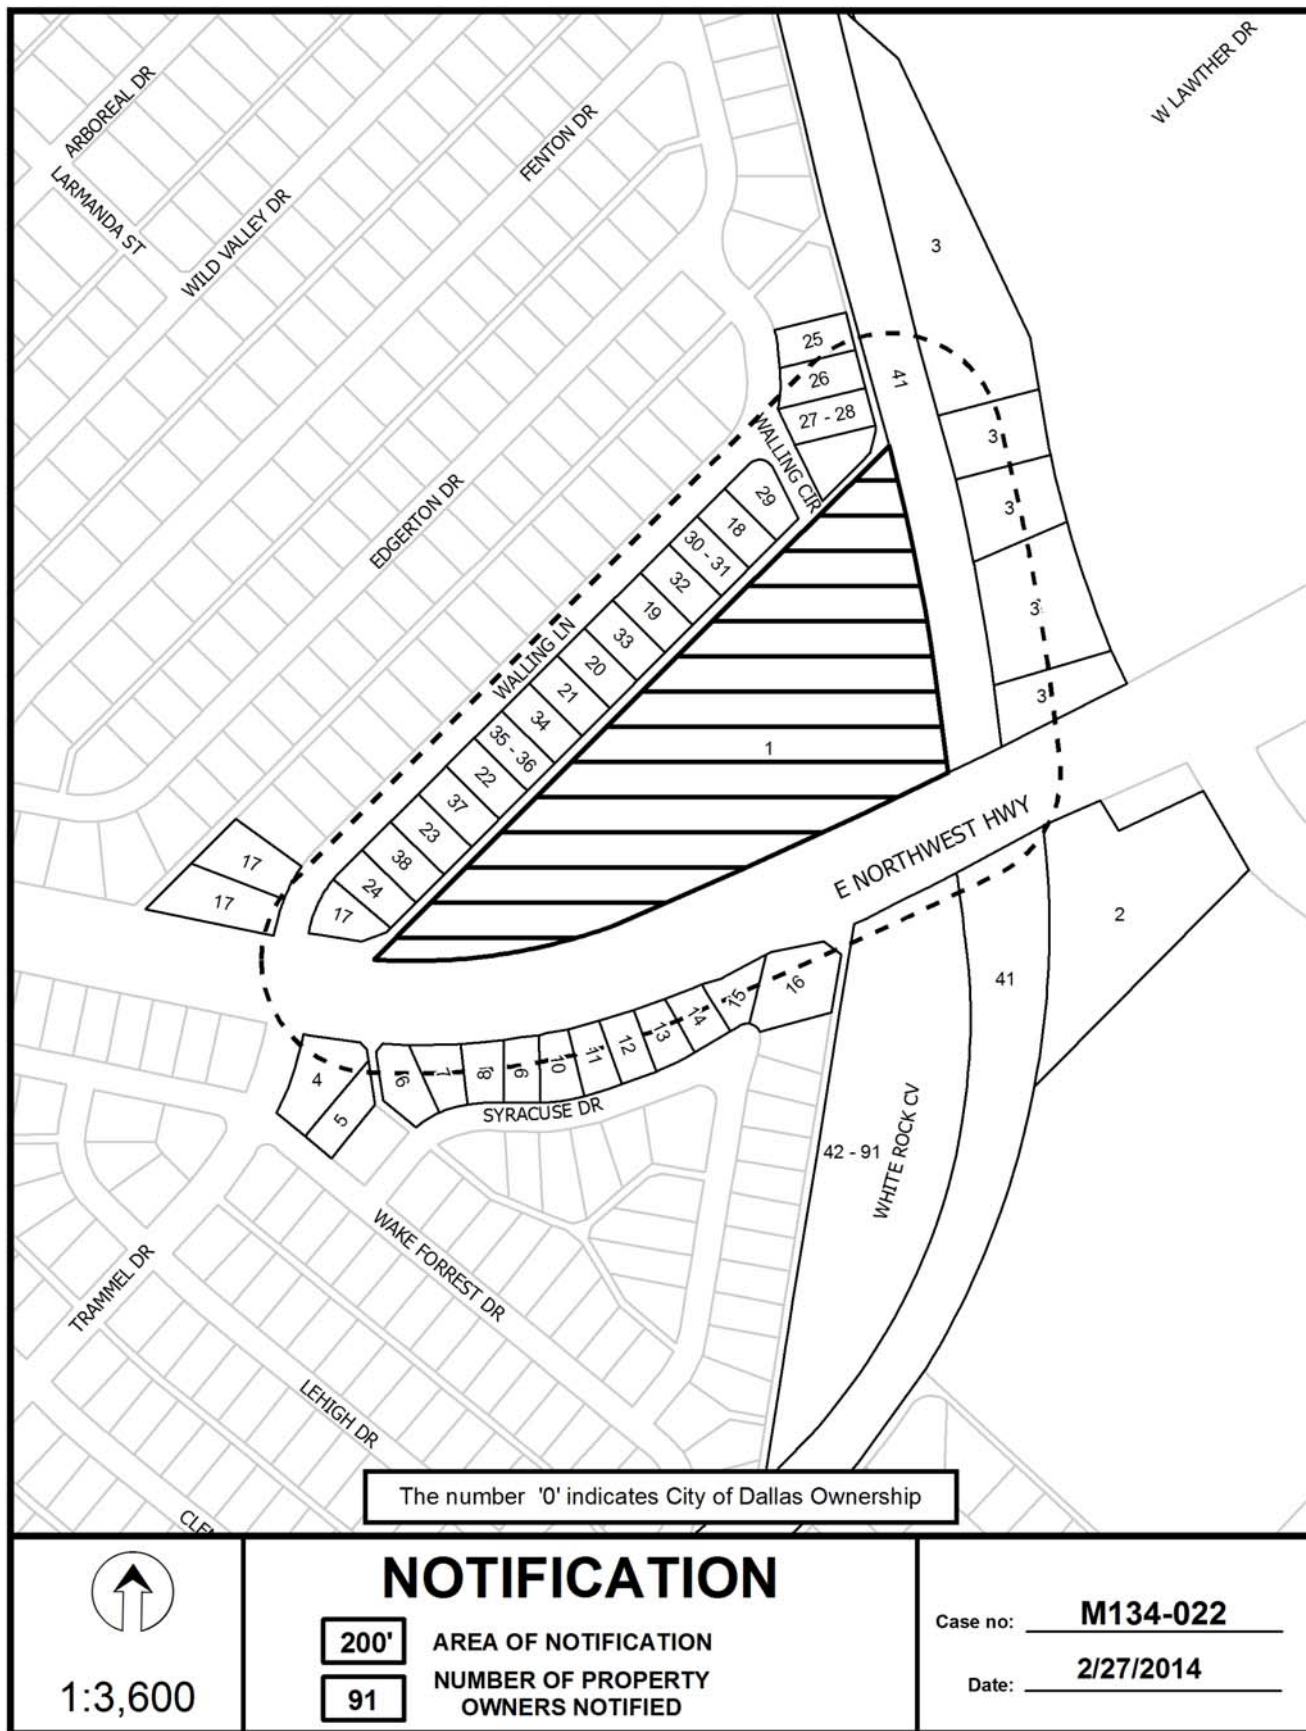 W LAWTHER DR
ARBOREAL DR
LARMANDA ST
FENTON DR
WILD VALLEY DR
3
25
26
41
27 - 28
WALLING CIR
3
29
18
30 - 31
3
EDGERTON DR
32
19
33
3
WALLING LN
20
21
3
34
35 - 36
1
22
37
23
38
E NORTHWEST HWY
17
24
17
17
2
41
16
15
14
13
12
11
10
9
8
7
6
4
5
SYRACUSE DR
42 - 91
WHITE ROCK CV
WAKE FORREST DR
TRAMMEL DR
LEHIGH DR
The number '0' indicates City of Dallas Ownership
1:3,600
NOTIFICATION
200' AREA OF NOTIFICATION
91 NUMBER OF PROPERTY
OWNERS NOTIFIED
Case no: M134-022
Date: 2/27/2014